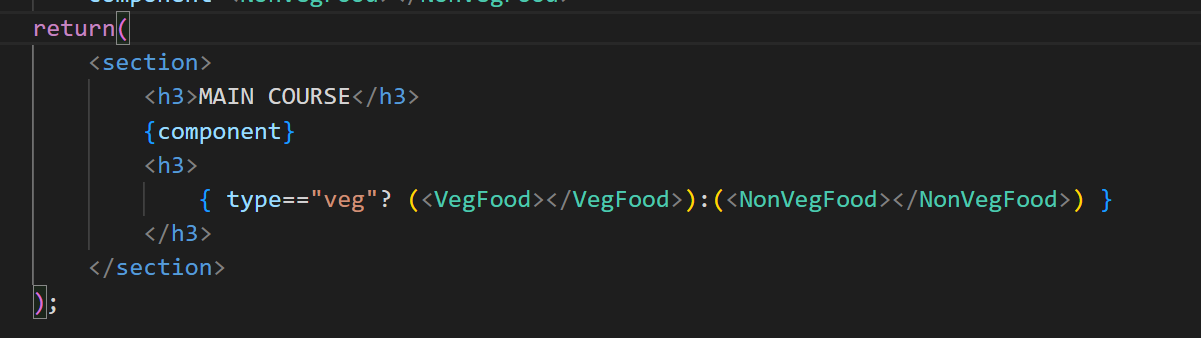 return(
<section>
<h3>MAIN COURSE</h3>
{component}
<h3>
{ type=="veg"? (<VegFood></VegFood>):(<NonVegFood></NonVegFood>) }
</h3>
</section>
);